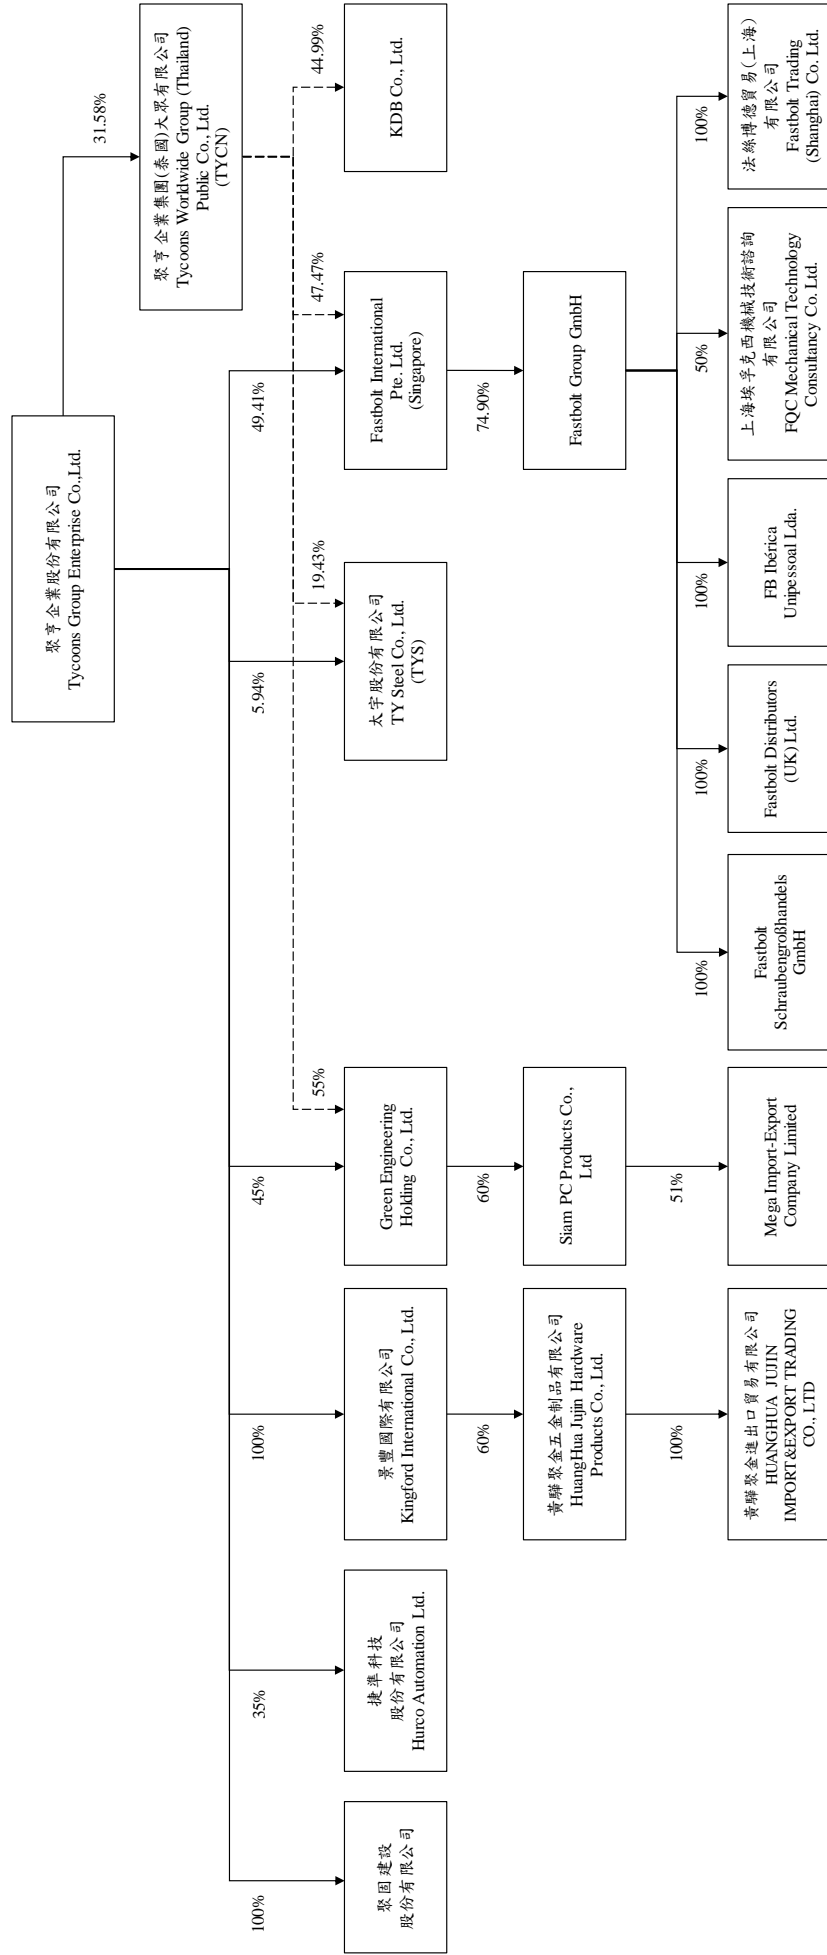 聚亨企業股份有限公司
Tycoons Group Enterprise Co.,Ltd.
31.58%
聚亨企業集團(泰國)大眾有限公司
Tycoons Worldwide Group (Thailand)
Public Co., Ltd.
(TYCN)
100%
35%
100%
45%
55%
5.94%
19.43%
49.41%
47.47%
44.99%
聚固建設
股份有限公司
捷準科技
股份有限公司
Hurco Automation Ltd.
景豐國際有限公司
Kingford International Co., Ltd.
Green Engineering
Holding Co., Ltd.
太宇股份有限公司
TY Steel Co., Ltd.
(TYS)
Fastbolt International
Pte. Ltd.
(Singapore)
KDB Co., Ltd.
60%
60%
74.90%
黃驊聚金五金制品有限公司
HuangHua Jujin Hardware
Products Co., Ltd.
Siam PC Products Co.,
Ltd
Fastbolt Group GmbH
100%
51%
100%
100%
100%
50%
100%
黃驊聚金進出口貿易有限公司
HUANGHUA JUJIN
IMPORT&EXPORT TRADING
CO., LTD
Mega Import-Export
Company Limited
Fastbolt
Schraubengroßhandels
GmbH
Fastbolt Distributors
(UK) Ltd.
FB Ibérica
Unipessoal Lda.
上海埃孚克西機械技術諮詢
有限公司
FQC Mechanical Technology
Consultancy Co. Ltd.
法絲博德貿易(上海)
有限公司
Fastbolt Trading
(Shanghai) Co. Ltd.